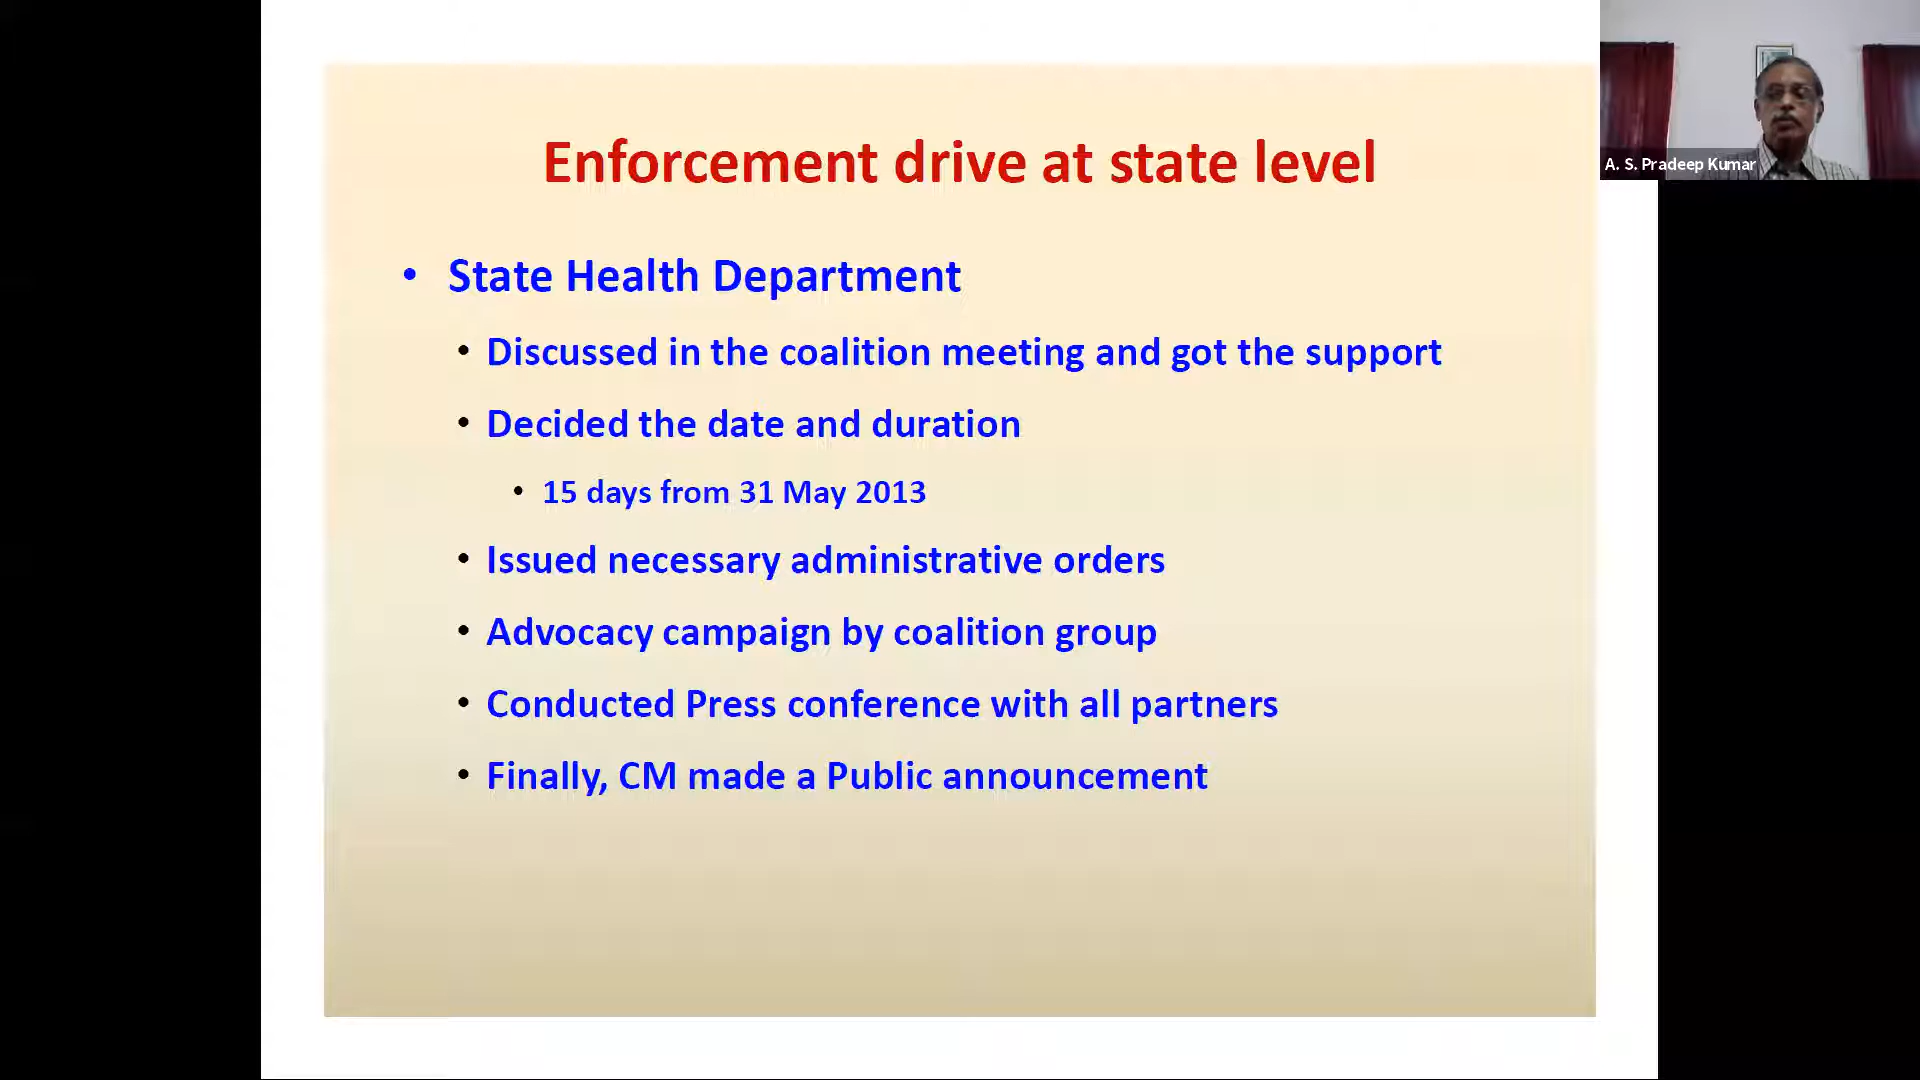 Enforcement drive at state level
• State Health Department
• Discussed in the coalition meeting and got the support
• Decided the date and duration
• 15 days from 31 May 2013
• Issued necessary administrative orders
• Advocacy campaign by coalition group
• Conducted Press conference with all partners
• Finally, CM made a Public announcement
A. S. Pradeep Kumar